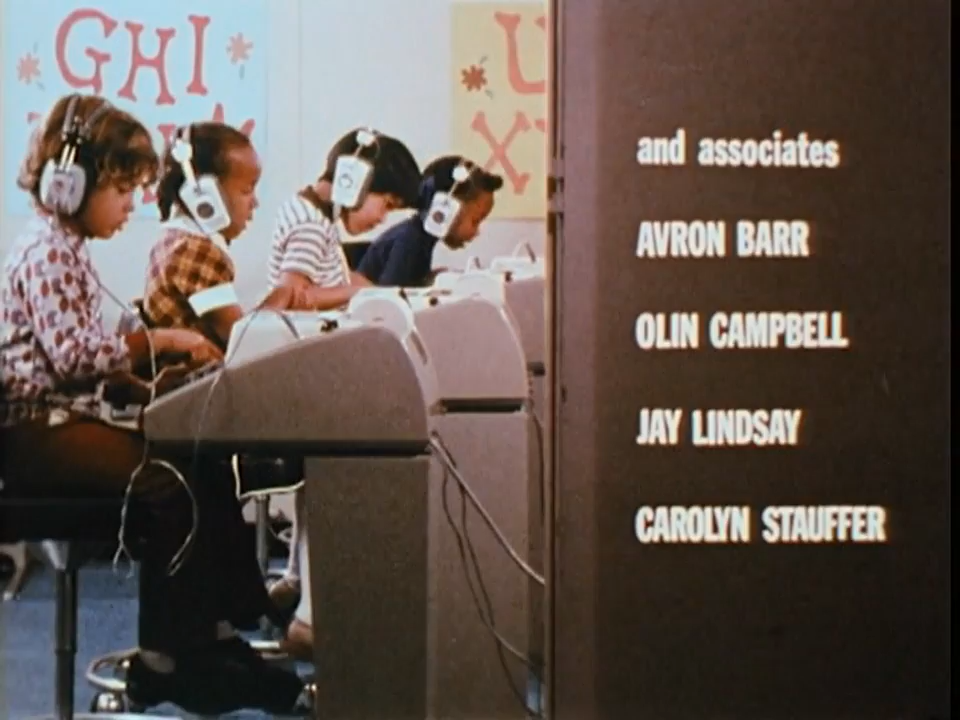 GHI
U
X
and associates
AVRON BARR
OLIN CAMPBELL
JAY LINDSAY
CAROLYN STAUFFER